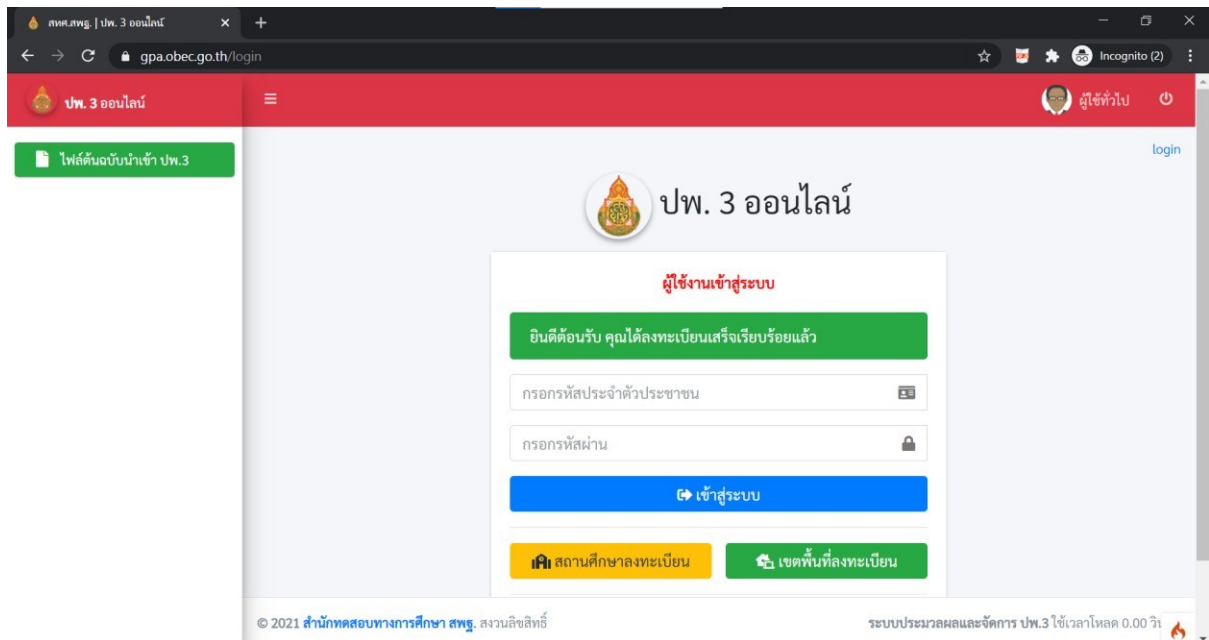 สทศ.สพฐ. | ปพ. 3 ออนไลน์
gpa.obec.go.th/login
Incognito (2)
ปพ. 3 ออนไลน์
ผู้ใช้ทั่วไป
ไฟล์ต้นฉบับนำเข้า ปพ.3
login
ปพ. 3 ออนไลน์
ผู้ใช้งานเข้าสู่ระบบ
ยินดีต้อนรับ คุณได้ลงทะเบียนเสร็จเรียบร้อยแล้ว
กรอกรหัสประจำตัวประชาชน
กรอกรหัสผ่าน
เข้าสู่ระบบ
สถานศึกษาลงทะเบียน
เขตพื้นที่ลงทะเบียน
© 2021 สำนักทดสอบทางการศึกษา สพฐ. สงวนลิขสิทธิ์
ระบบประมวลผลและจัดการ ปพ.3 ใช้เวลาโหลด 0.00